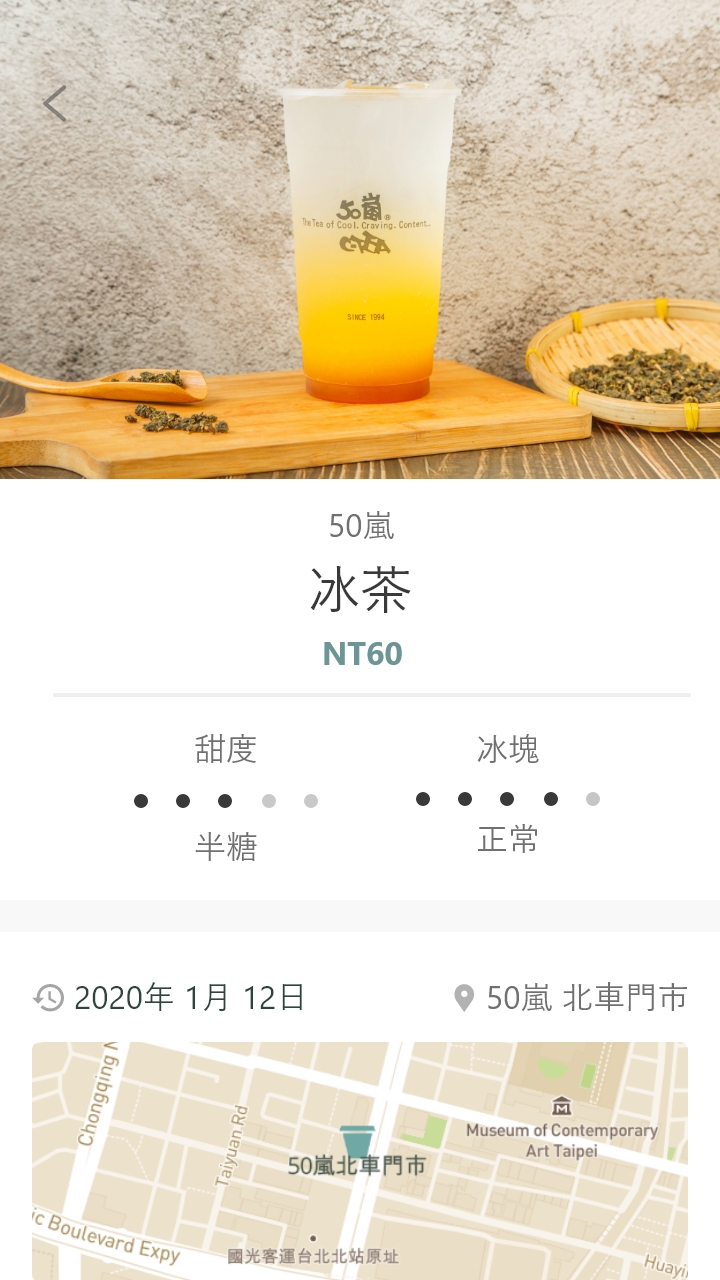 50嵐®
The Tea of Cool. Craving. Content..
SINCE 1994
50嵐
冰茶
NT60
甜度
冰塊
半糖
正常
2020年 1月 12日
50嵐 北車門市
Chongqing N
Taiyuan Rd
Museum of Contemporary
Art Taipei
50嵐北車門市
ic Boulevard Expy
國光客運台北北站原址
Huayi